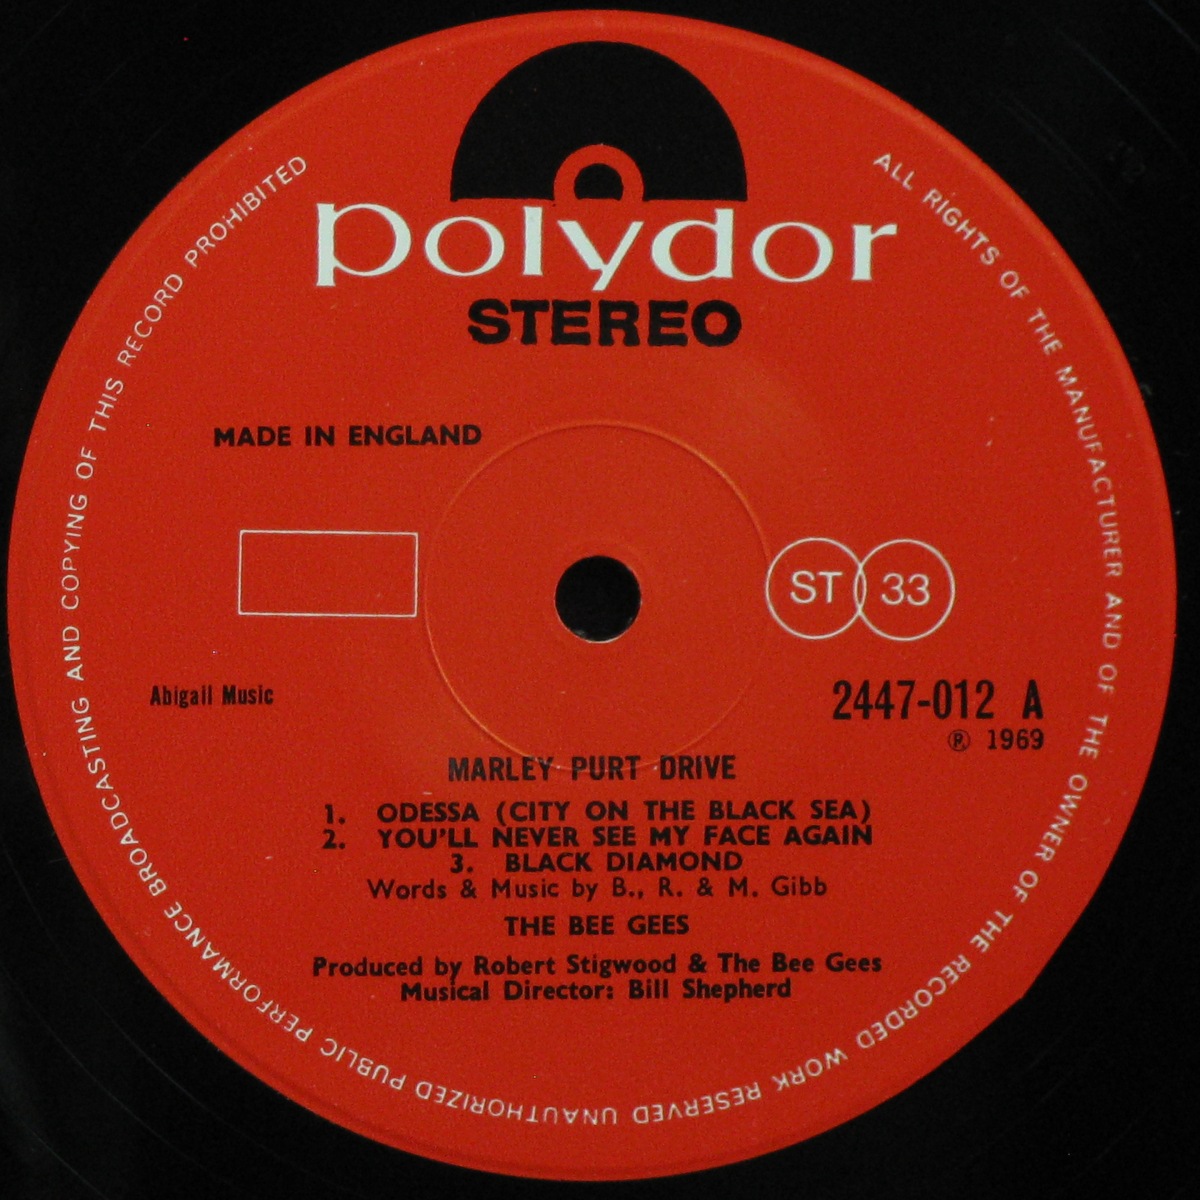 polydor
STEREO
MADE IN ENGLAND
ST 33
Abigail Music
2447-012 A
℗ 1969
MARLEY PURT DRIVE
1. ODESSA (CITY ON THE BLACK SEA)
2. YOU'LL NEVER SEE MY FACE AGAIN
3. BLACK DIAMOND
Words & Music by B., R. & M. Gibb
THE BEE GEES
Produced by Robert Stigwood & The Bee Gees
Musical Director: Bill Shepherd
ALL RIGHTS OF THE MANUFACTURER AND OF THE OWNER OF THE RECORDED WORK RESERVED UNAUTHORIZED PUBLIC PERFORMANCE BROADCASTING AND COPYING OF THIS RECORD PROHIBITED